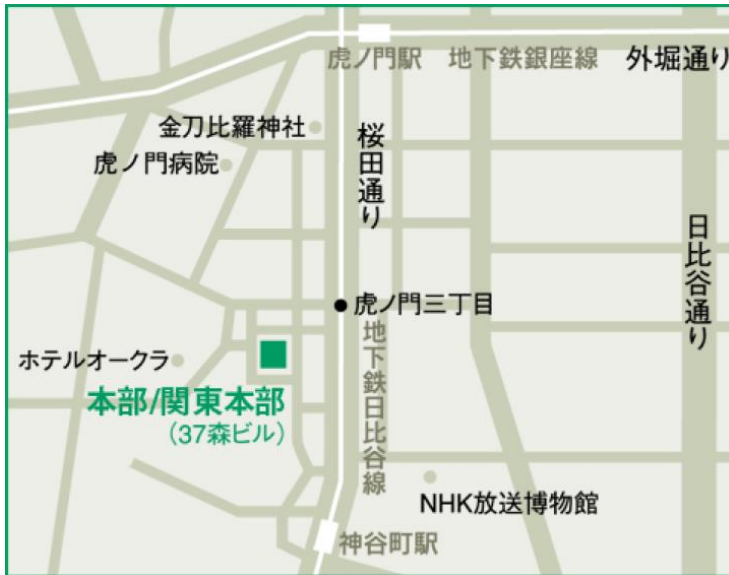 虎ノ門駅
地下鉄銀座線
外堀通り
金刀比羅神社
桜田通り
虎ノ門病院
日比谷通り
虎ノ門三丁目
地下鉄日比谷線
ホテルオークラ
本部/関東本部
(37森ビル)
NHK放送博物館
神谷町駅